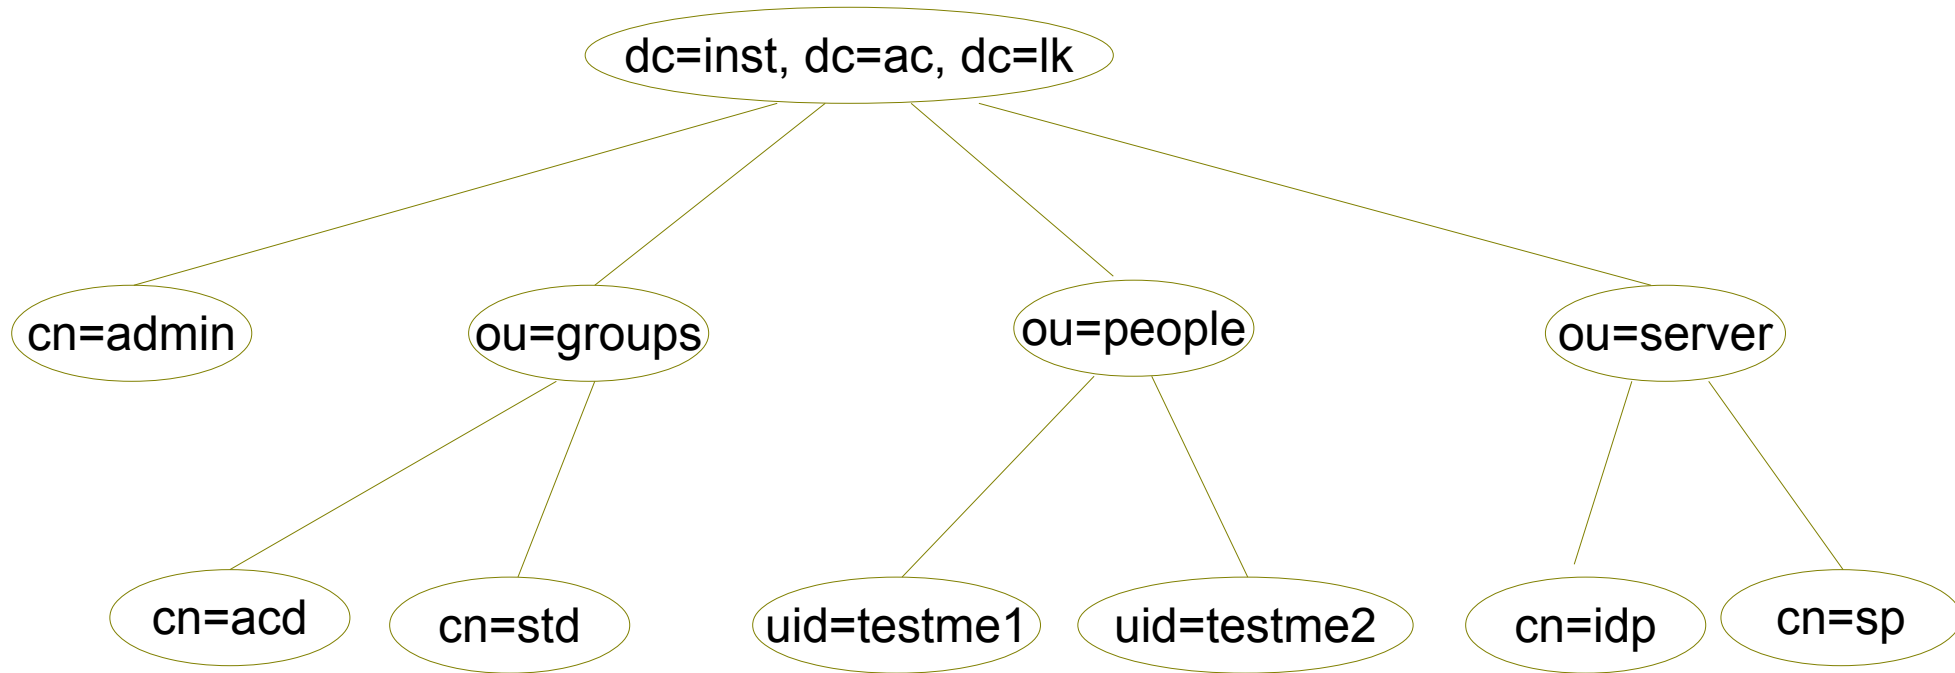 dc=inst, dc=ac, dc=lk
cn=admin
ou=groups
ou=people
ou=server
cn=acd
cn=std
uid=testme1
uid=testme2
cn=idp
cn=sp